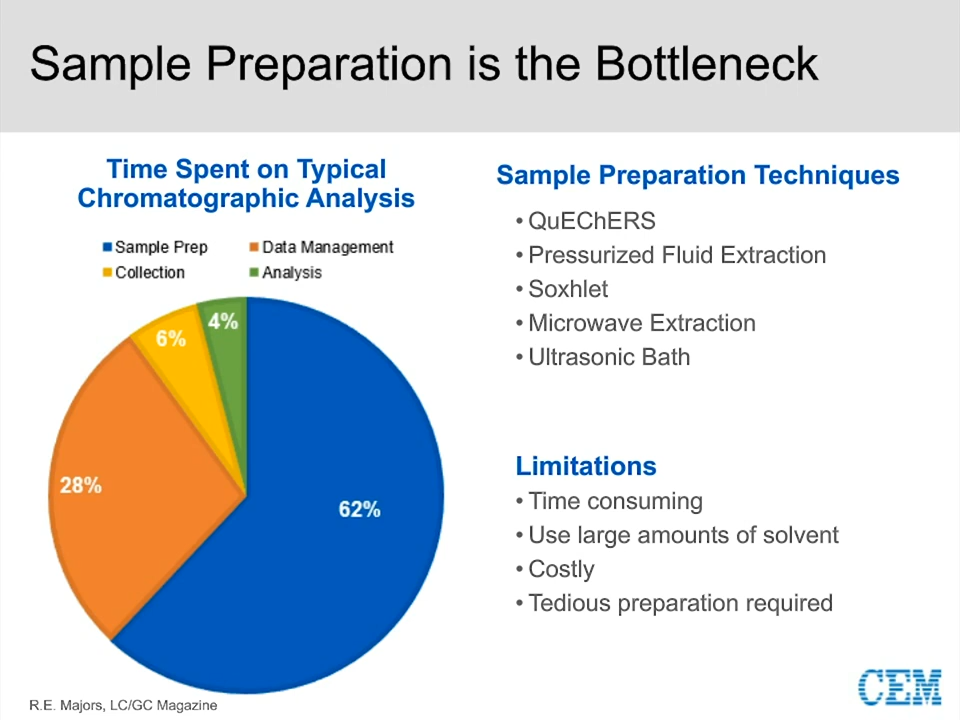 Sample Preparation is the Bottleneck
Time Spent on Typical
Chromatographic Analysis
Sample Prep
Data Management
Collection
Analysis
4%
6%
28%
62%
Sample Preparation Techniques
• QuEChERS
• Pressurized Fluid Extraction
• Soxhlet
• Microwave Extraction
• Ultrasonic Bath
Limitations
• Time consuming
• Use large amounts of solvent
• Costly
• Tedious preparation required
R.E. Majors, LC/GC Magazine
CEM